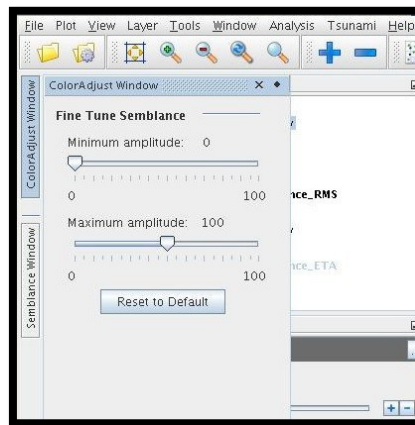 File Plot View Layer Tools Window Analysis Tsunami Help
ColorAdjust Window
ColorAdjust Window
Semblance Window
Fine Tune Semblance
Minimum amplitude: 0
0 100
Maximum amplitude: 100
0 100
Reset to Default
nce_RMS
nce_ETA